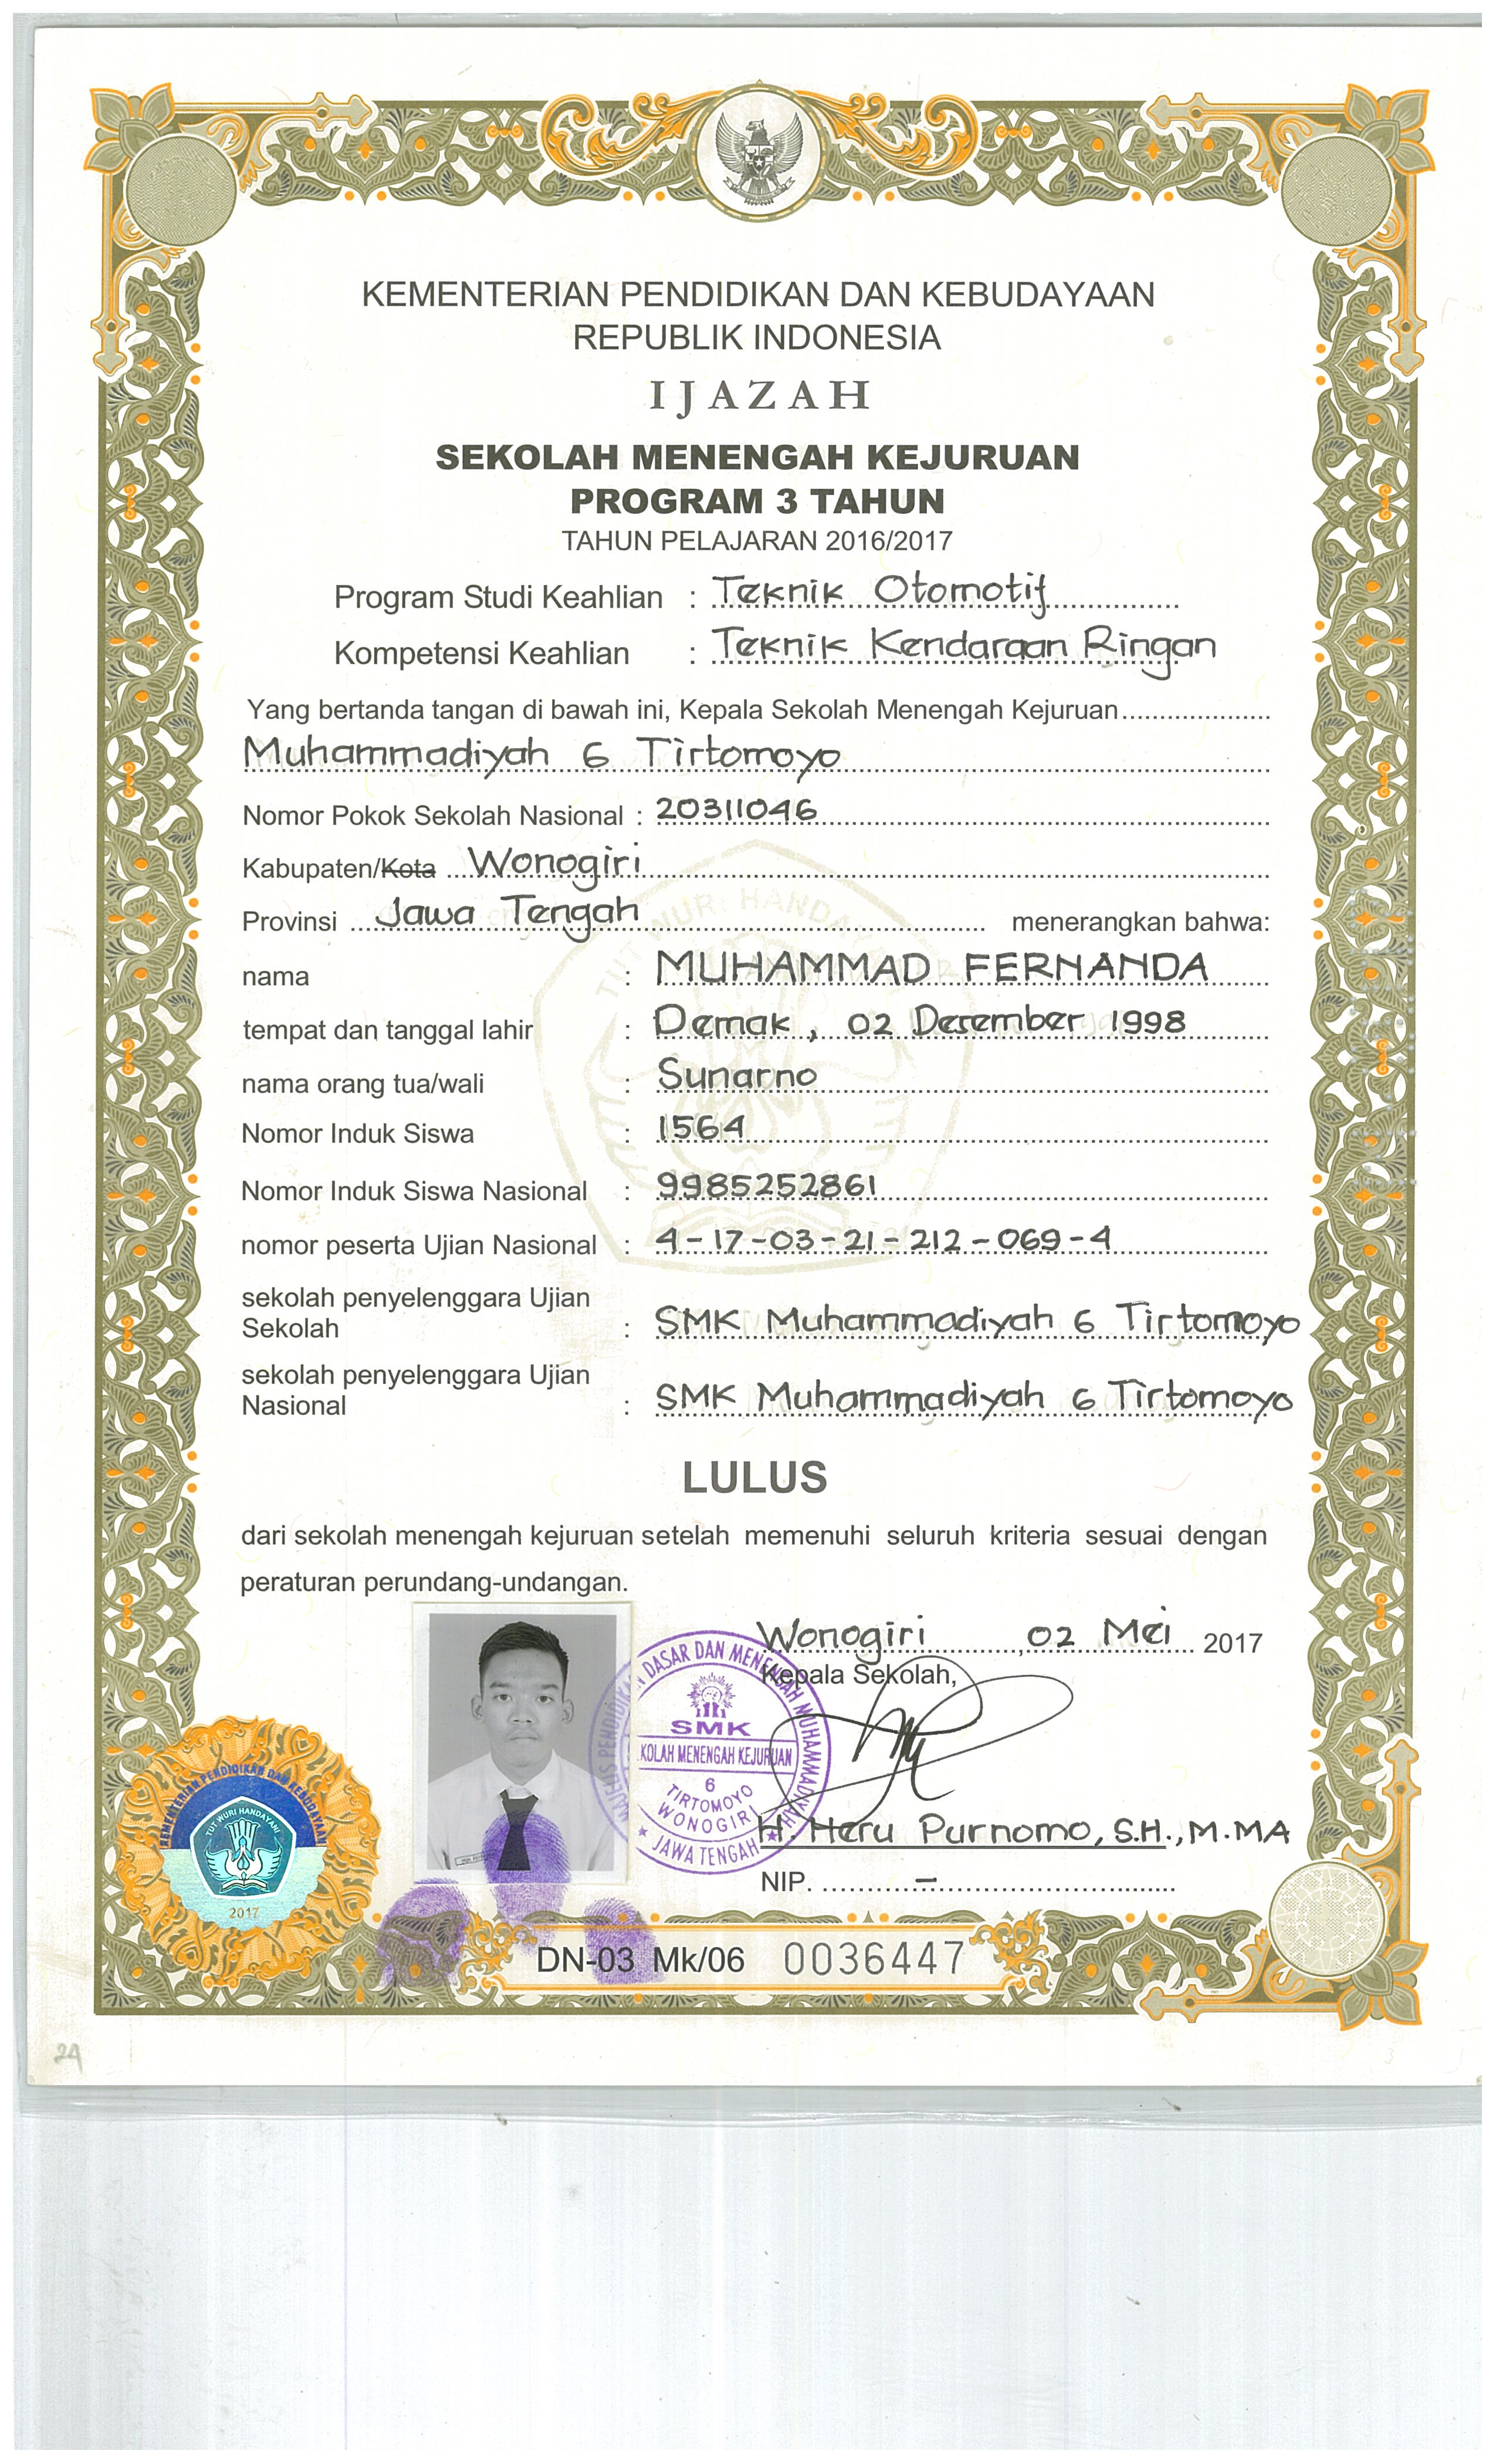 KEMENTERIAN PENDIDIKAN DAN KEBUDAYAAN
REPUBLIK INDONESIA
IJAZAH
SEKOLAH MENENGAH KEJURUAN
PROGRAM 3 TAHUN
TAHUN PELAJARAN 2016/2017
Program Studi Keahlian : Teknik Otomotif
Kompetensi Keahlian : Teknik Kendaraan Ringan
Yang bertanda tangan di bawah ini, Kepala Sekolah Menengah Kejuruan
Muhammadiyah 6 Tirtomoyo
Nomor Pokok Sekolah Nasional : 20311046
Kabupaten/Kota Wonogiri
Provinsi Jawa Tengah menerangkan bahwa:
nama : MUHAMMAD FERNANDA
tempat dan tanggal lahir : Demak, 02 Desember 1998
nama orang tua/wali : Sunarno
Nomor Induk Siswa : 1564
Nomor Induk Siswa Nasional : 9985252861
nomor peserta Ujian Nasional : 4-17-03-21-212-069-4
sekolah penyelenggara Ujian
Sekolah : SMK Muhammadiyah 6 Tirtomoyo
sekolah penyelenggara Ujian
Nasional : SMK Muhammadiyah 6 Tirtomoyo
LULUS
dari sekolah menengah kejuruan setelah memenuhi seluruh kriteria sesuai dengan
peraturan perundang-undangan.
Wonogiri, 02 Mei 2017
Kepala Sekolah,
DASAR DAN MENENGAH MUHAMMADIYAH
SMK
KOLAH MENENGAH KEJURUAN
6
TIRTOMOYO
WONOGIRI
JAWA TENGAH
H. Heru Purnomo, S.H., M.MA
NIP. -
KEMENTERIAN PENDIDIKAN DAN KEBUDAYAAN
TUT WURI HANDAYANI
2017
DN-03 Mk/06 0036447
24